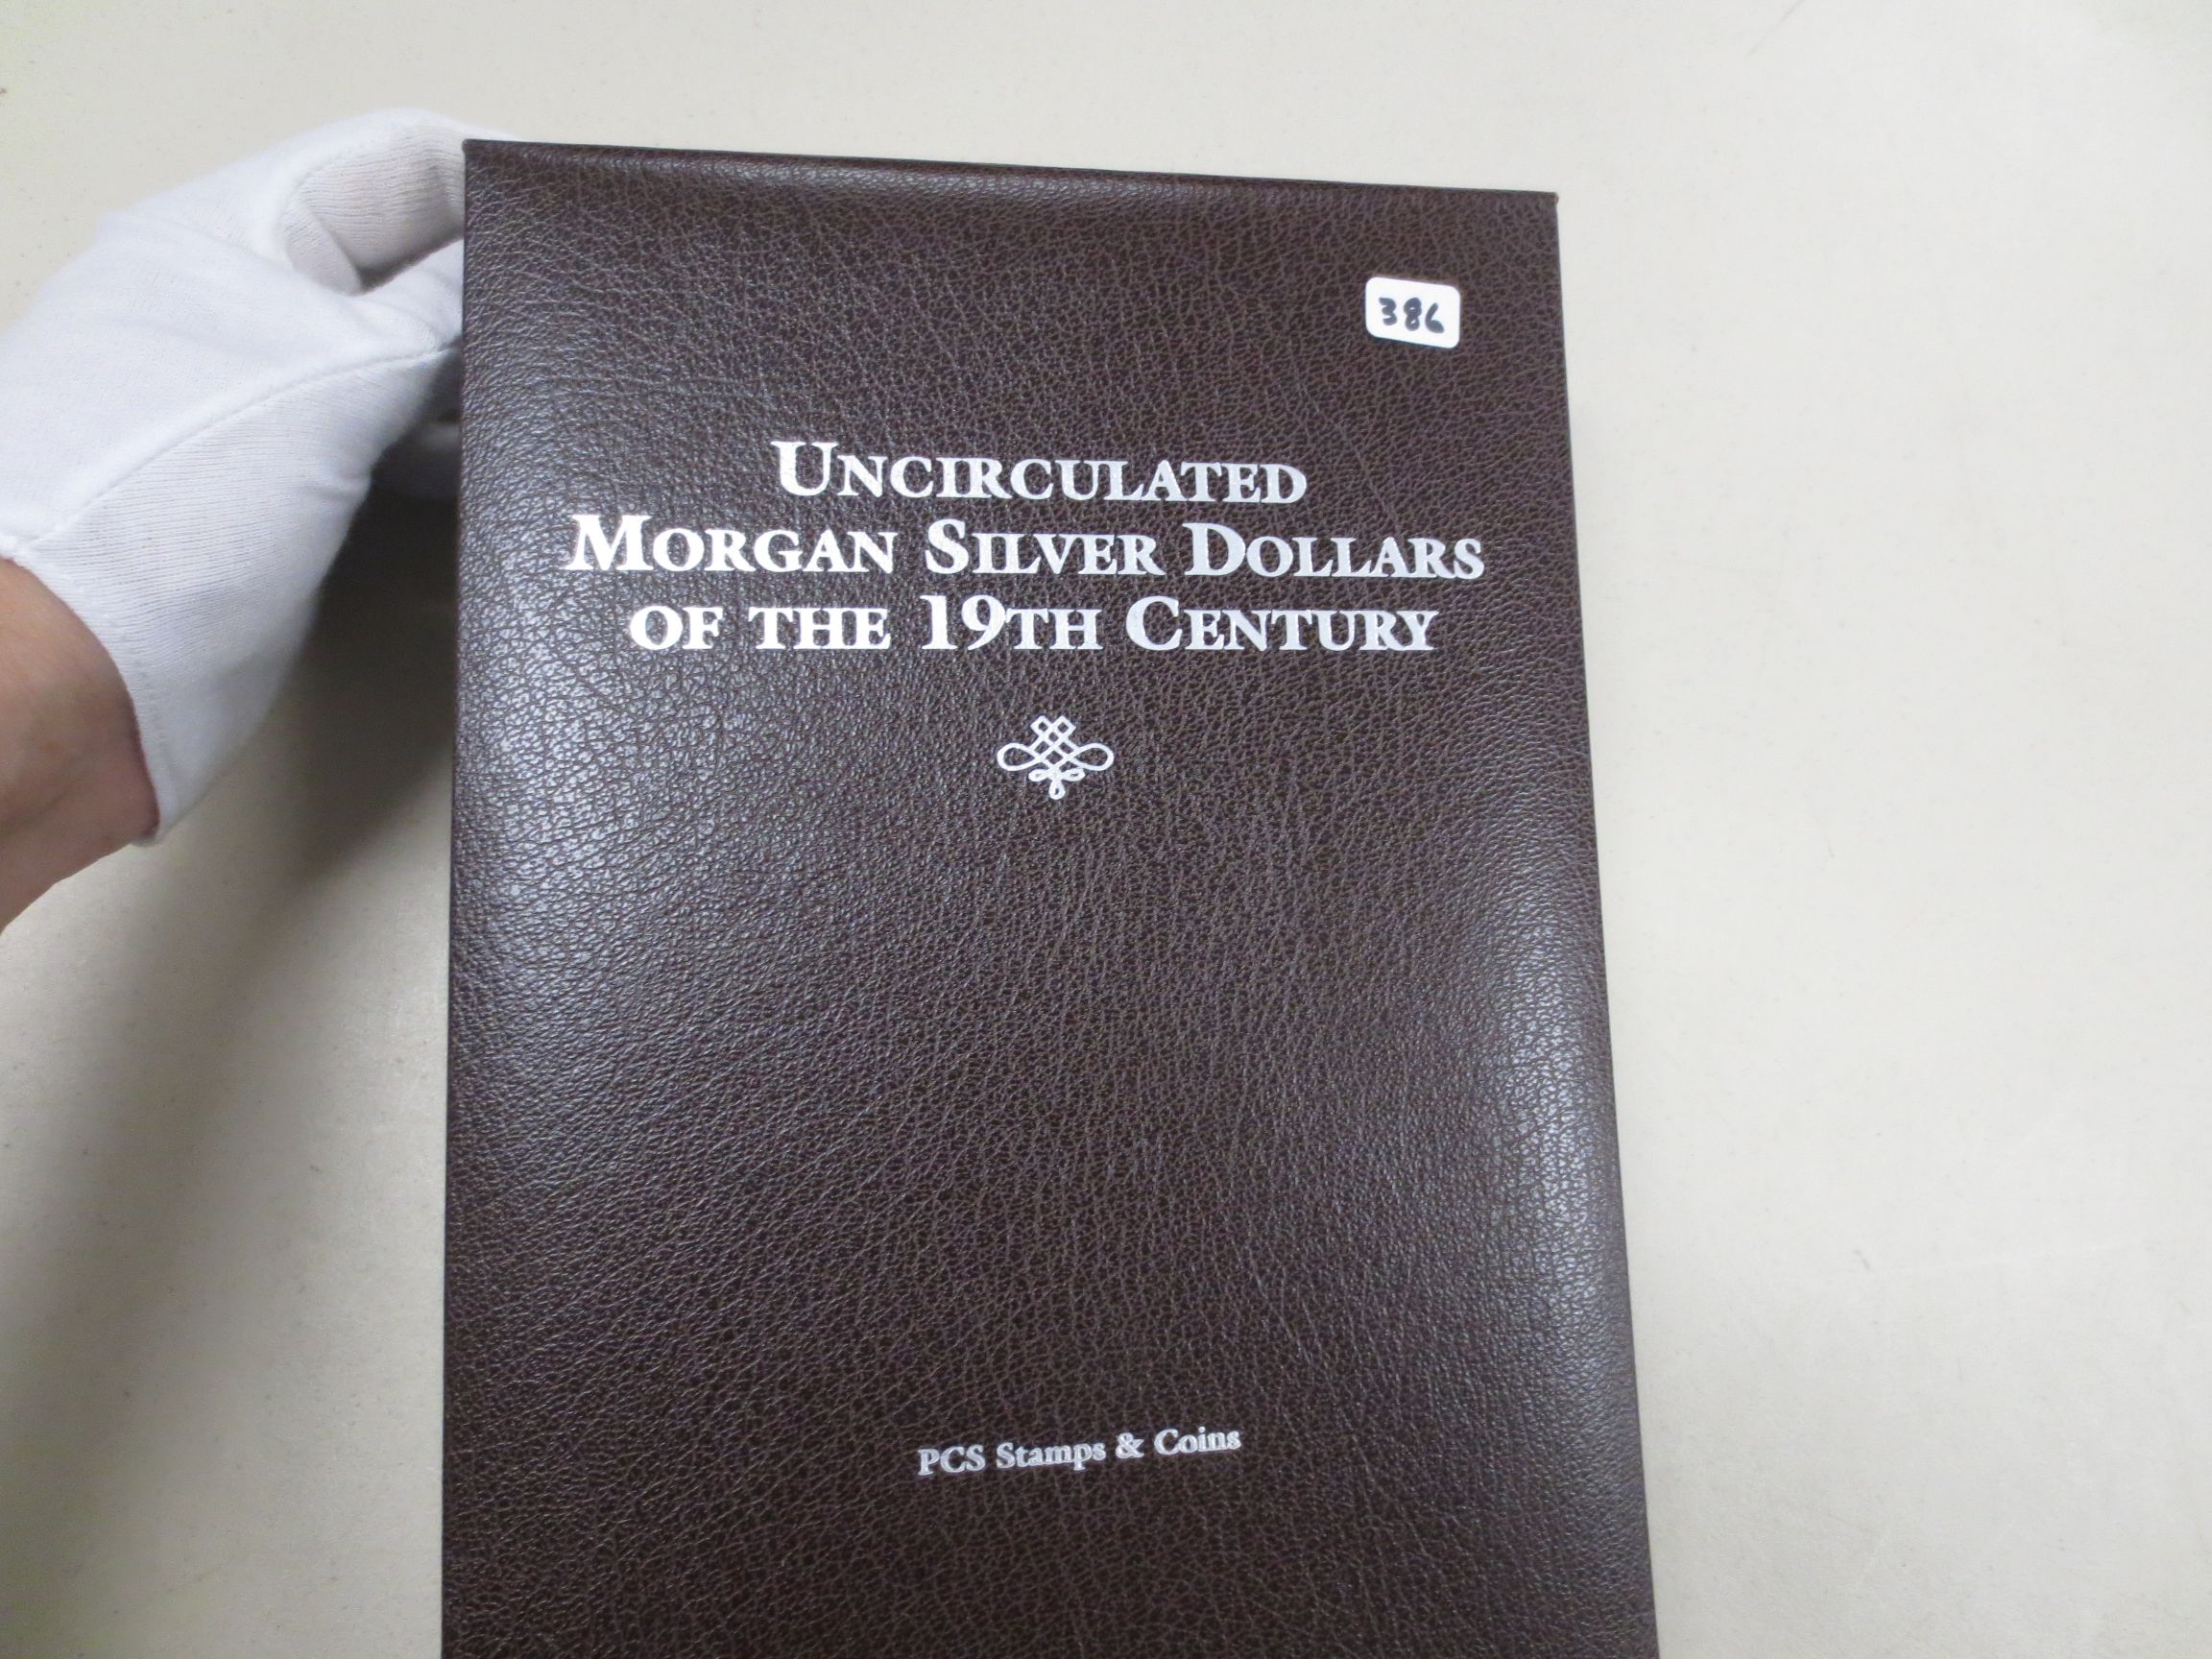 386
UNCIRCULATED
MORGAN SILVER DOLLARS
OF THE 19TH CENTURY
PCS Stamps & Coins